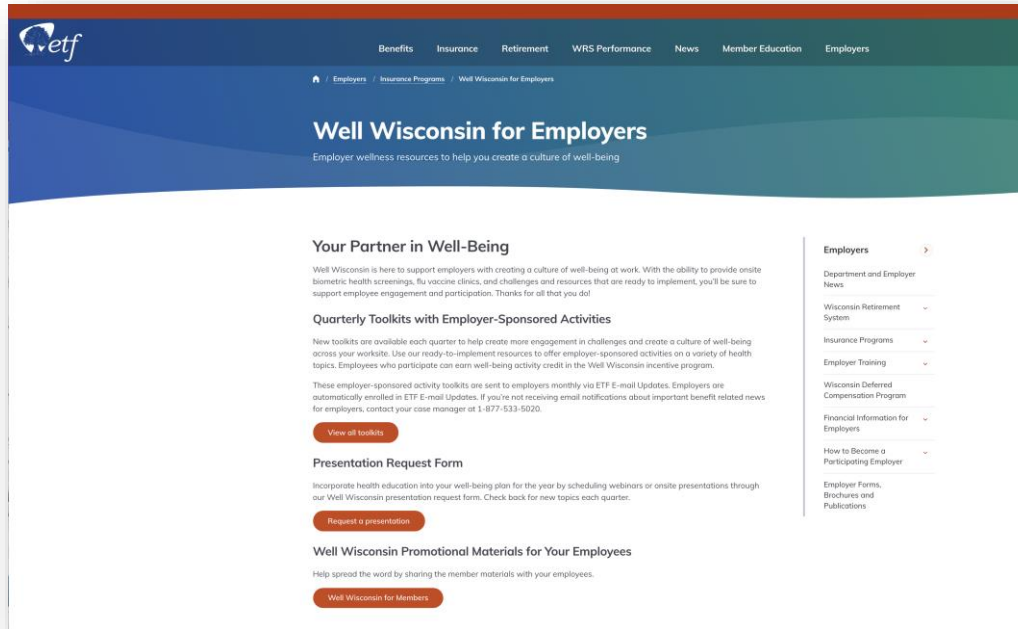 etf
Benefits Insurance Retirement WRS Performance News Member Education Employers
/ Employers / Insurance Programs / Well Wisconsin for Employers
Well Wisconsin for Employers
Employer wellness resources to help you create a culture of well-being
Your Partner in Well-Being
Well Wisconsin is here to support employers with creating a culture of well-being at work. With the ability to provide onsite
biometric health screenings, flu vaccine clinics, and challenges and resources that are ready to implement, you'll be sure to
support employee engagement and participation. Thanks for all that you do!
Quarterly Toolkits with Employer-Sponsored Activities
New toolkits are available each quarter to help create more engagement in challenges and create a culture of well-being
across your worksite. Use our ready-to-implement resources to offer employer-sponsored activities on a variety of health
topics. Employees who participate can earn well-being activity credit in the Well Wisconsin incentive program.
These employer-sponsored activity toolkits are sent to employers monthly via ETF E-mail Updates. Employers are
automatically enrolled in ETF E-mail Updates. If you're not receiving email notifications about important benefit related news
for employers, contact your case manager at 1-877-533-5020.
View all toolkits
Presentation Request Form
Incorporate health education into your well-being plan for the year by scheduling webinars or onsite presentations through
our Well Wisconsin presentation request form. Check back for new topics each quarter.
Request a presentation
Well Wisconsin Promotional Materials for Your Employees
Help spread the word by sharing the member materials with your employees.
Well Wisconsin for Members
Employers
Department and Employer
News
Wisconsin Retirement
System
Insurance Programs
Employer Training
Wisconsin Deferred
Compensation Program
Financial Information for
Employers
How to Become a
Participating Employer
Employer Forms,
Brochures and
Publications